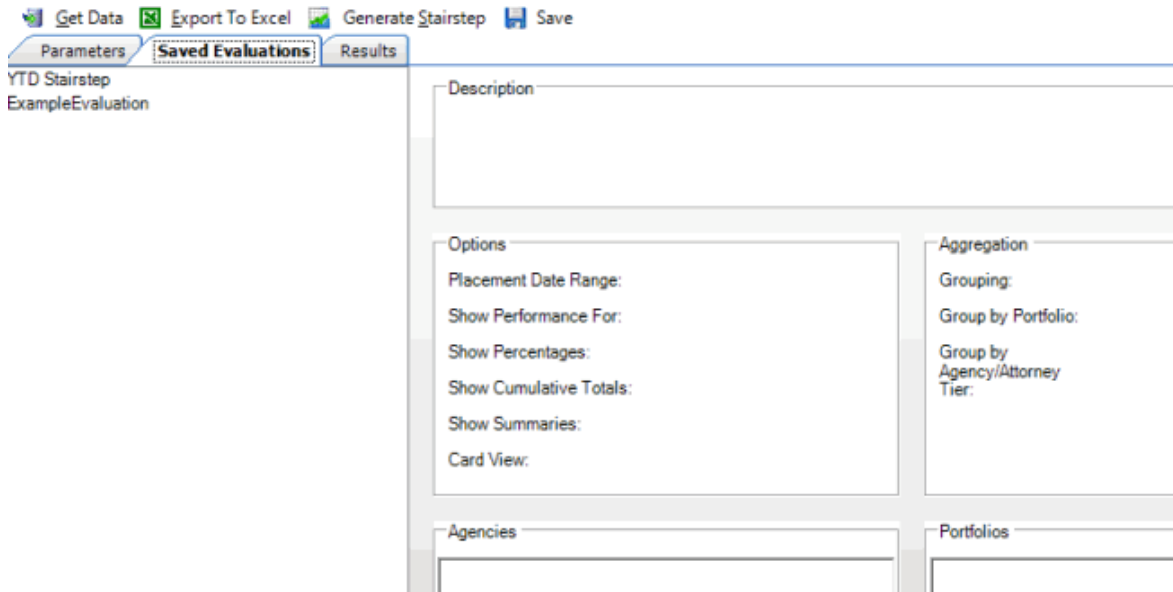 Get Data Export To Excel Generate Stairstep Save
Parameters Saved Evaluations Results
YTD Stairstep
ExampleEvaluation
Description
Options
Placement Date Range:
Show Performance For:
Show Percentages:
Show Cumulative Totals:
Show Summaries:
Card View:
Aggregation
Grouping:
Group by Portfolio:
Group by
Agency/Attorney
Tier:
Agencies
Portfolios